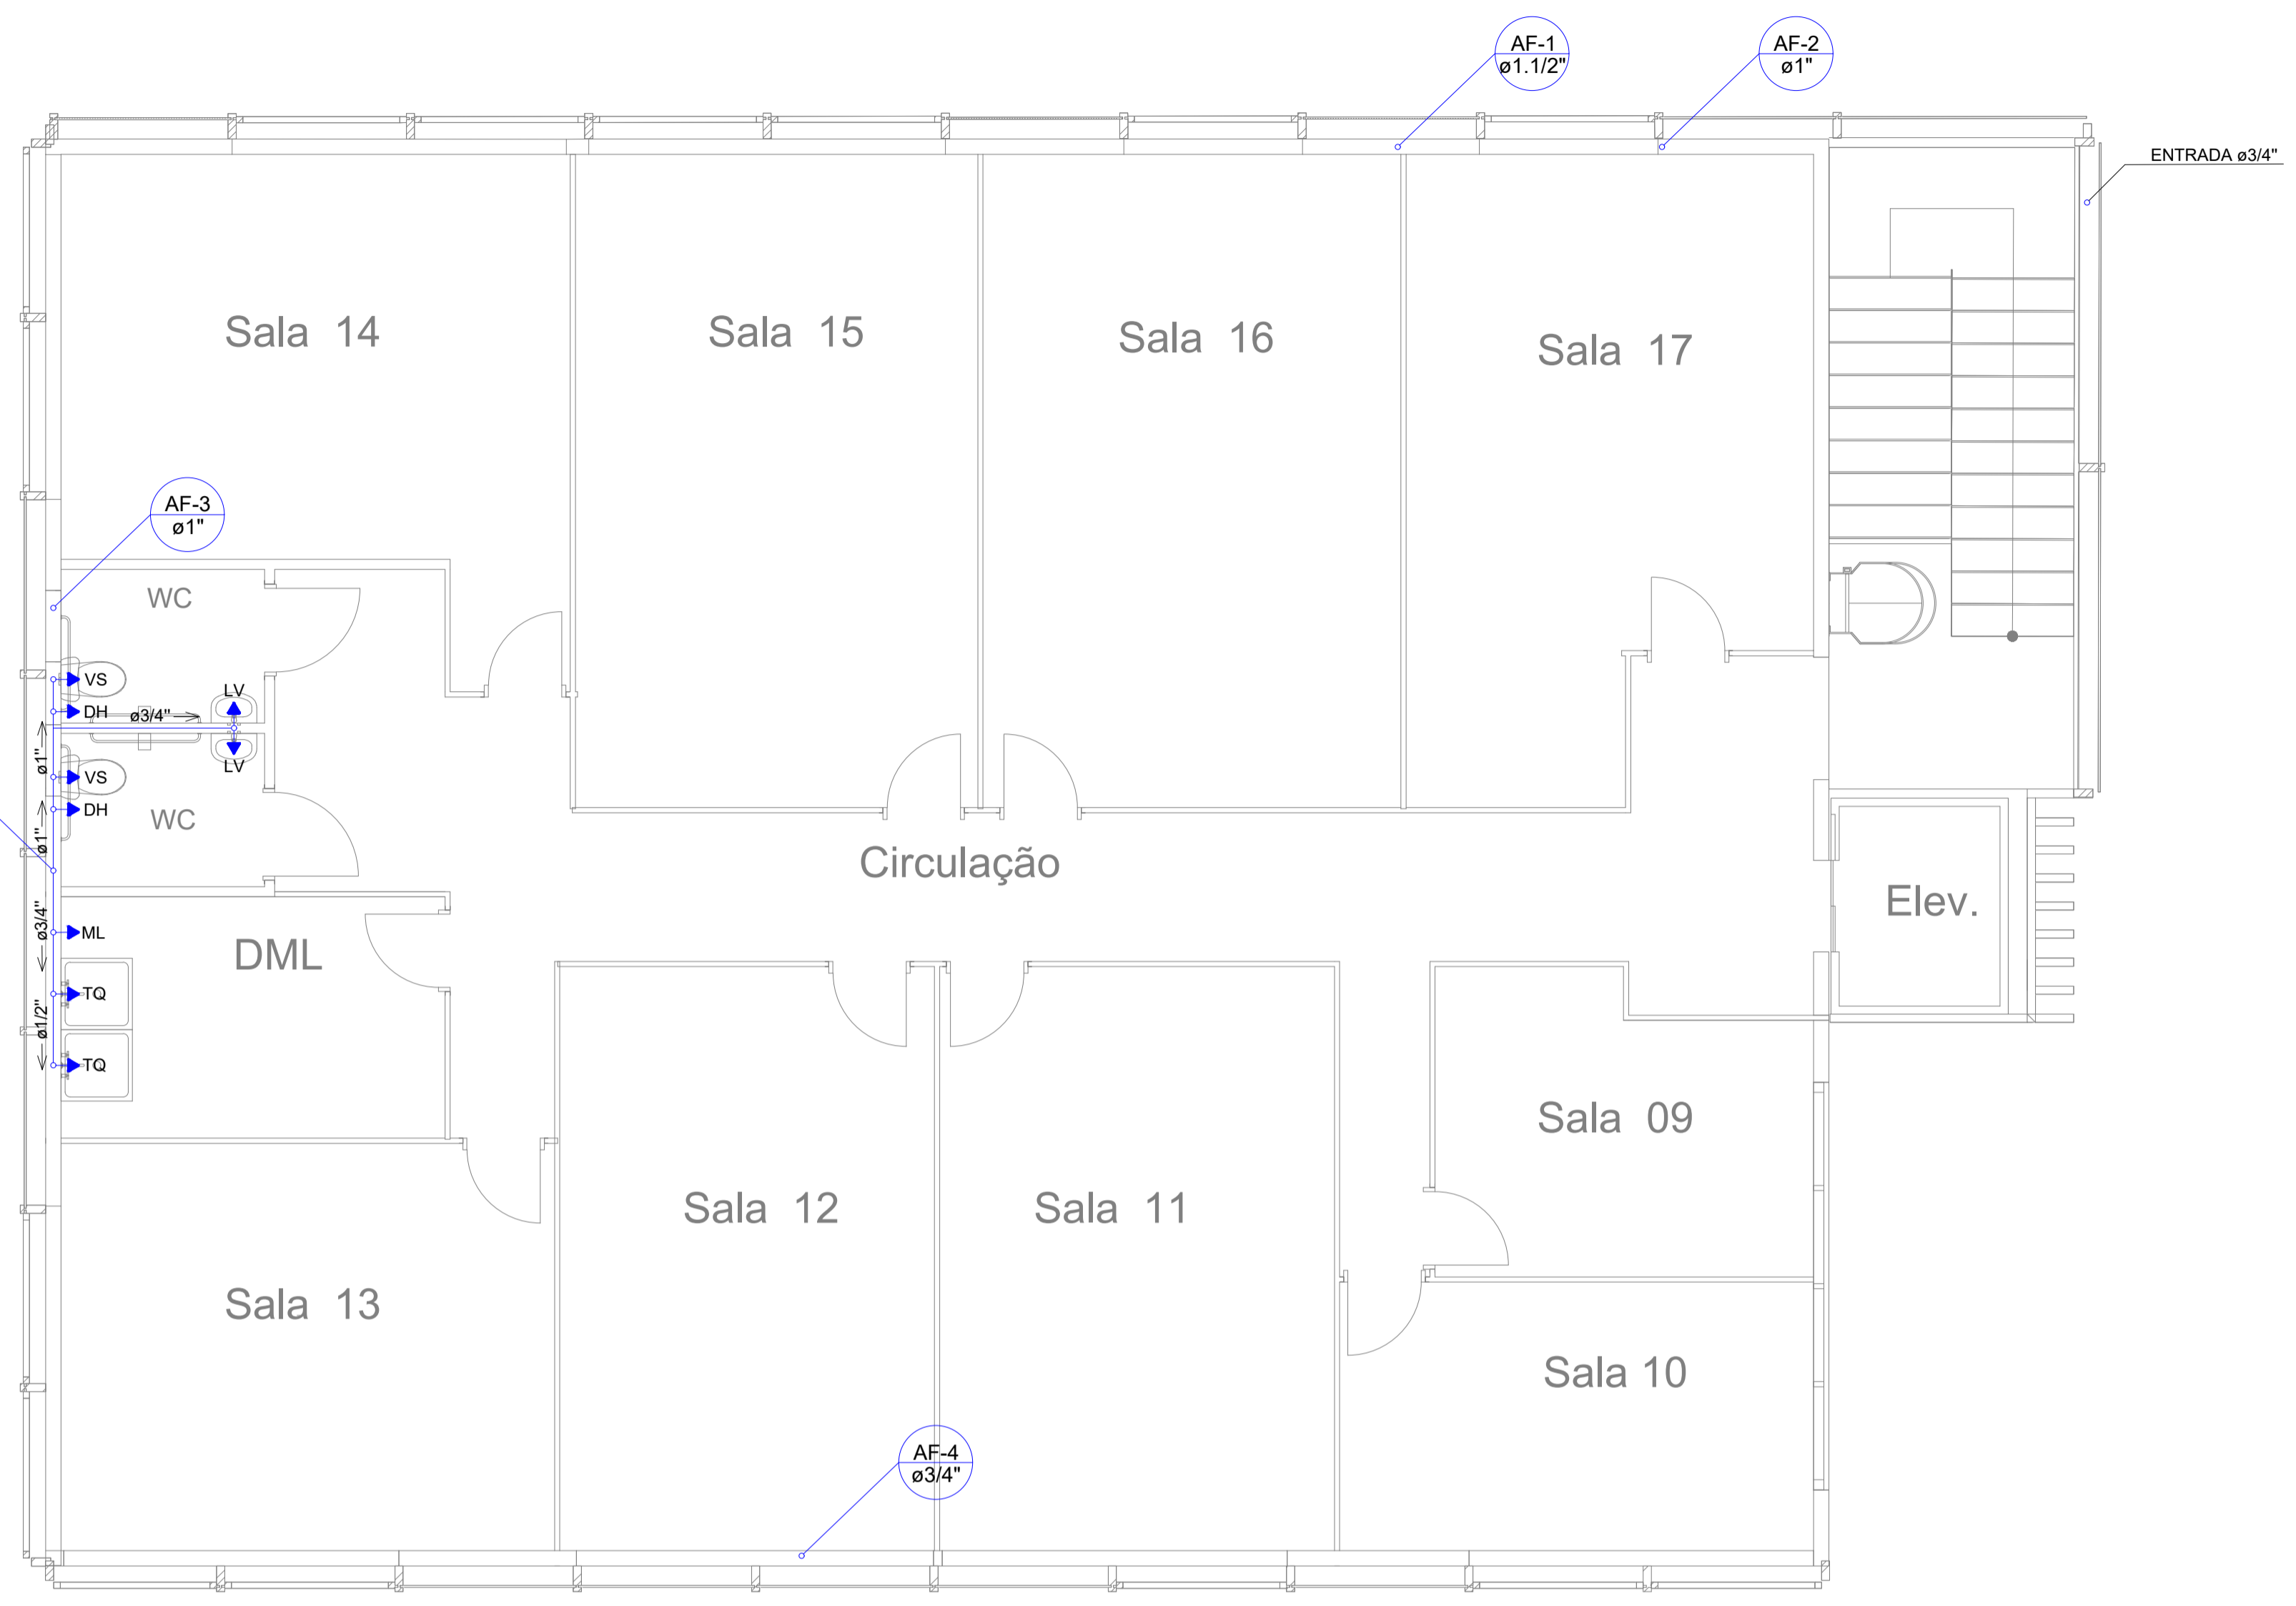 AF-1
ø1.1/2"
AF-2
ø1"
ENTRADA ø3/4"
Sala 14
Sala 15
Sala 16
Sala 17
AF-3
ø1"
WC
VS
DH
LV
ø3/4"
ø1"
VS
LV
DH
WC
ø1"
Circulação
Elev.
ø3/4"
ML
DML
TQ
ø1/2"
TQ
Sala 09
Sala 12
Sala 11
Sala 13
Sala 10
AF-4
ø3/4"